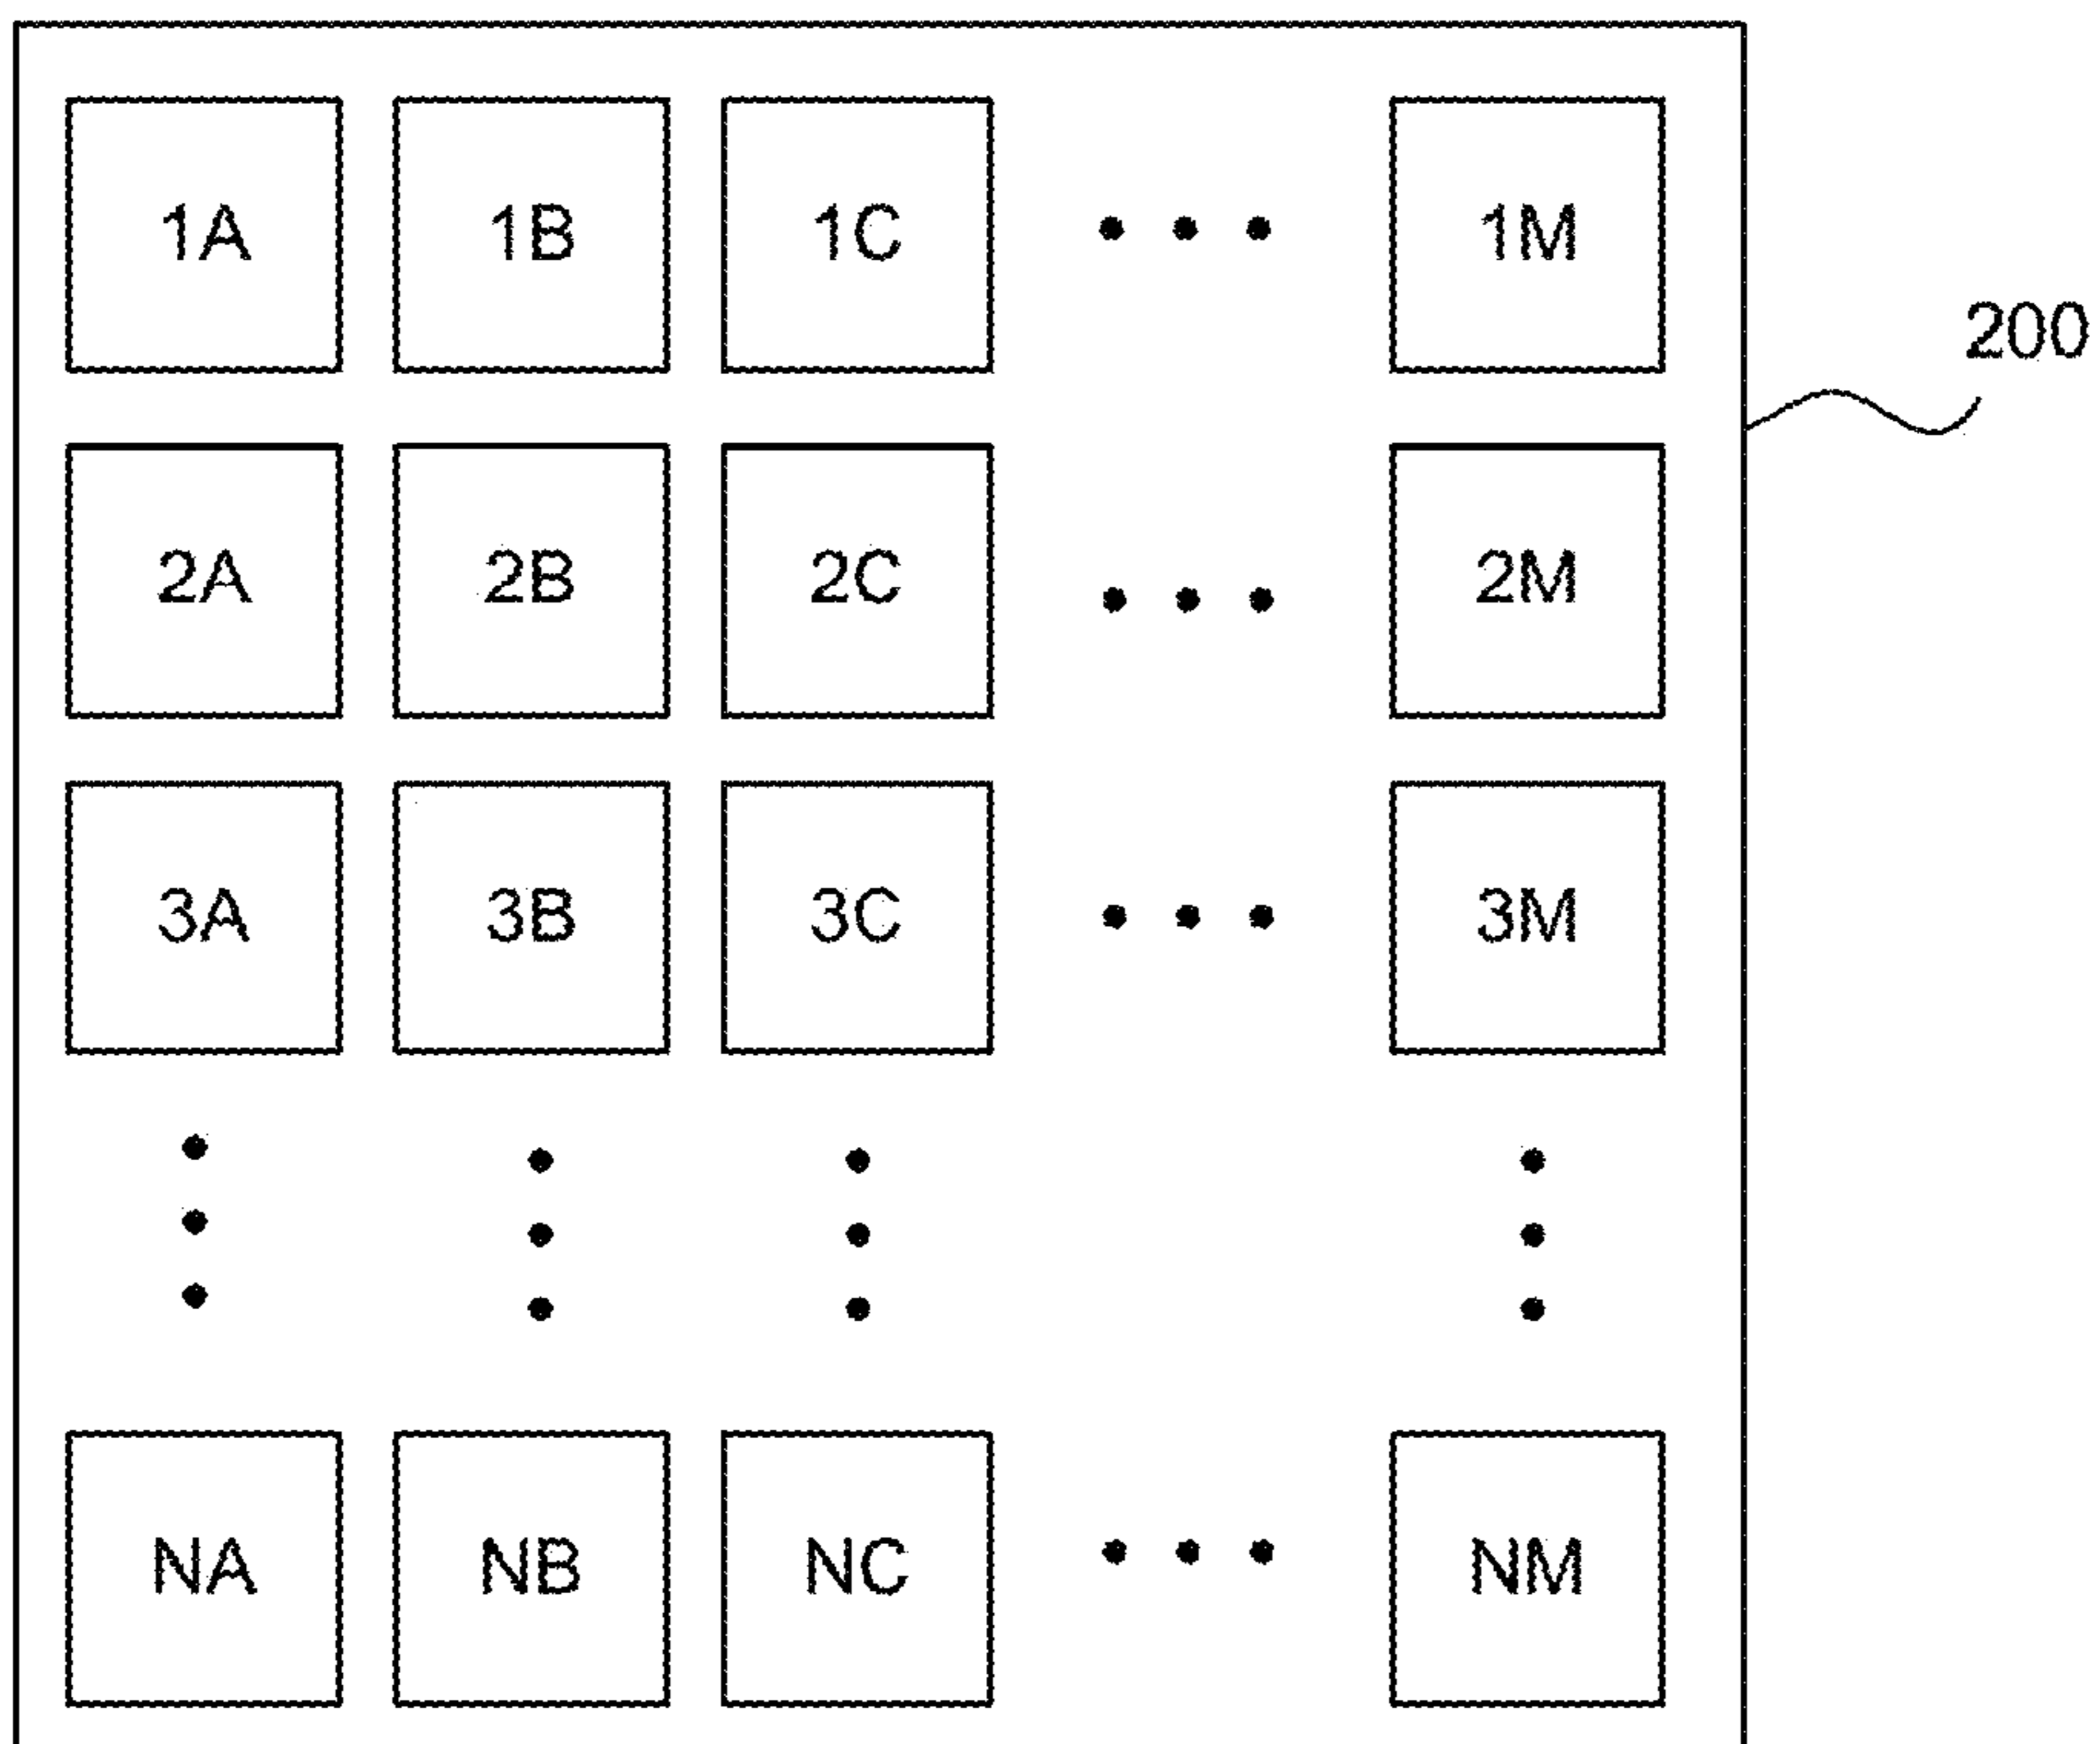 1A 1B 1C • • • 1M
200
2A 2B 2C • • • 2M
3A 3B 3C • • • 3M
NA NB NC • • • NM